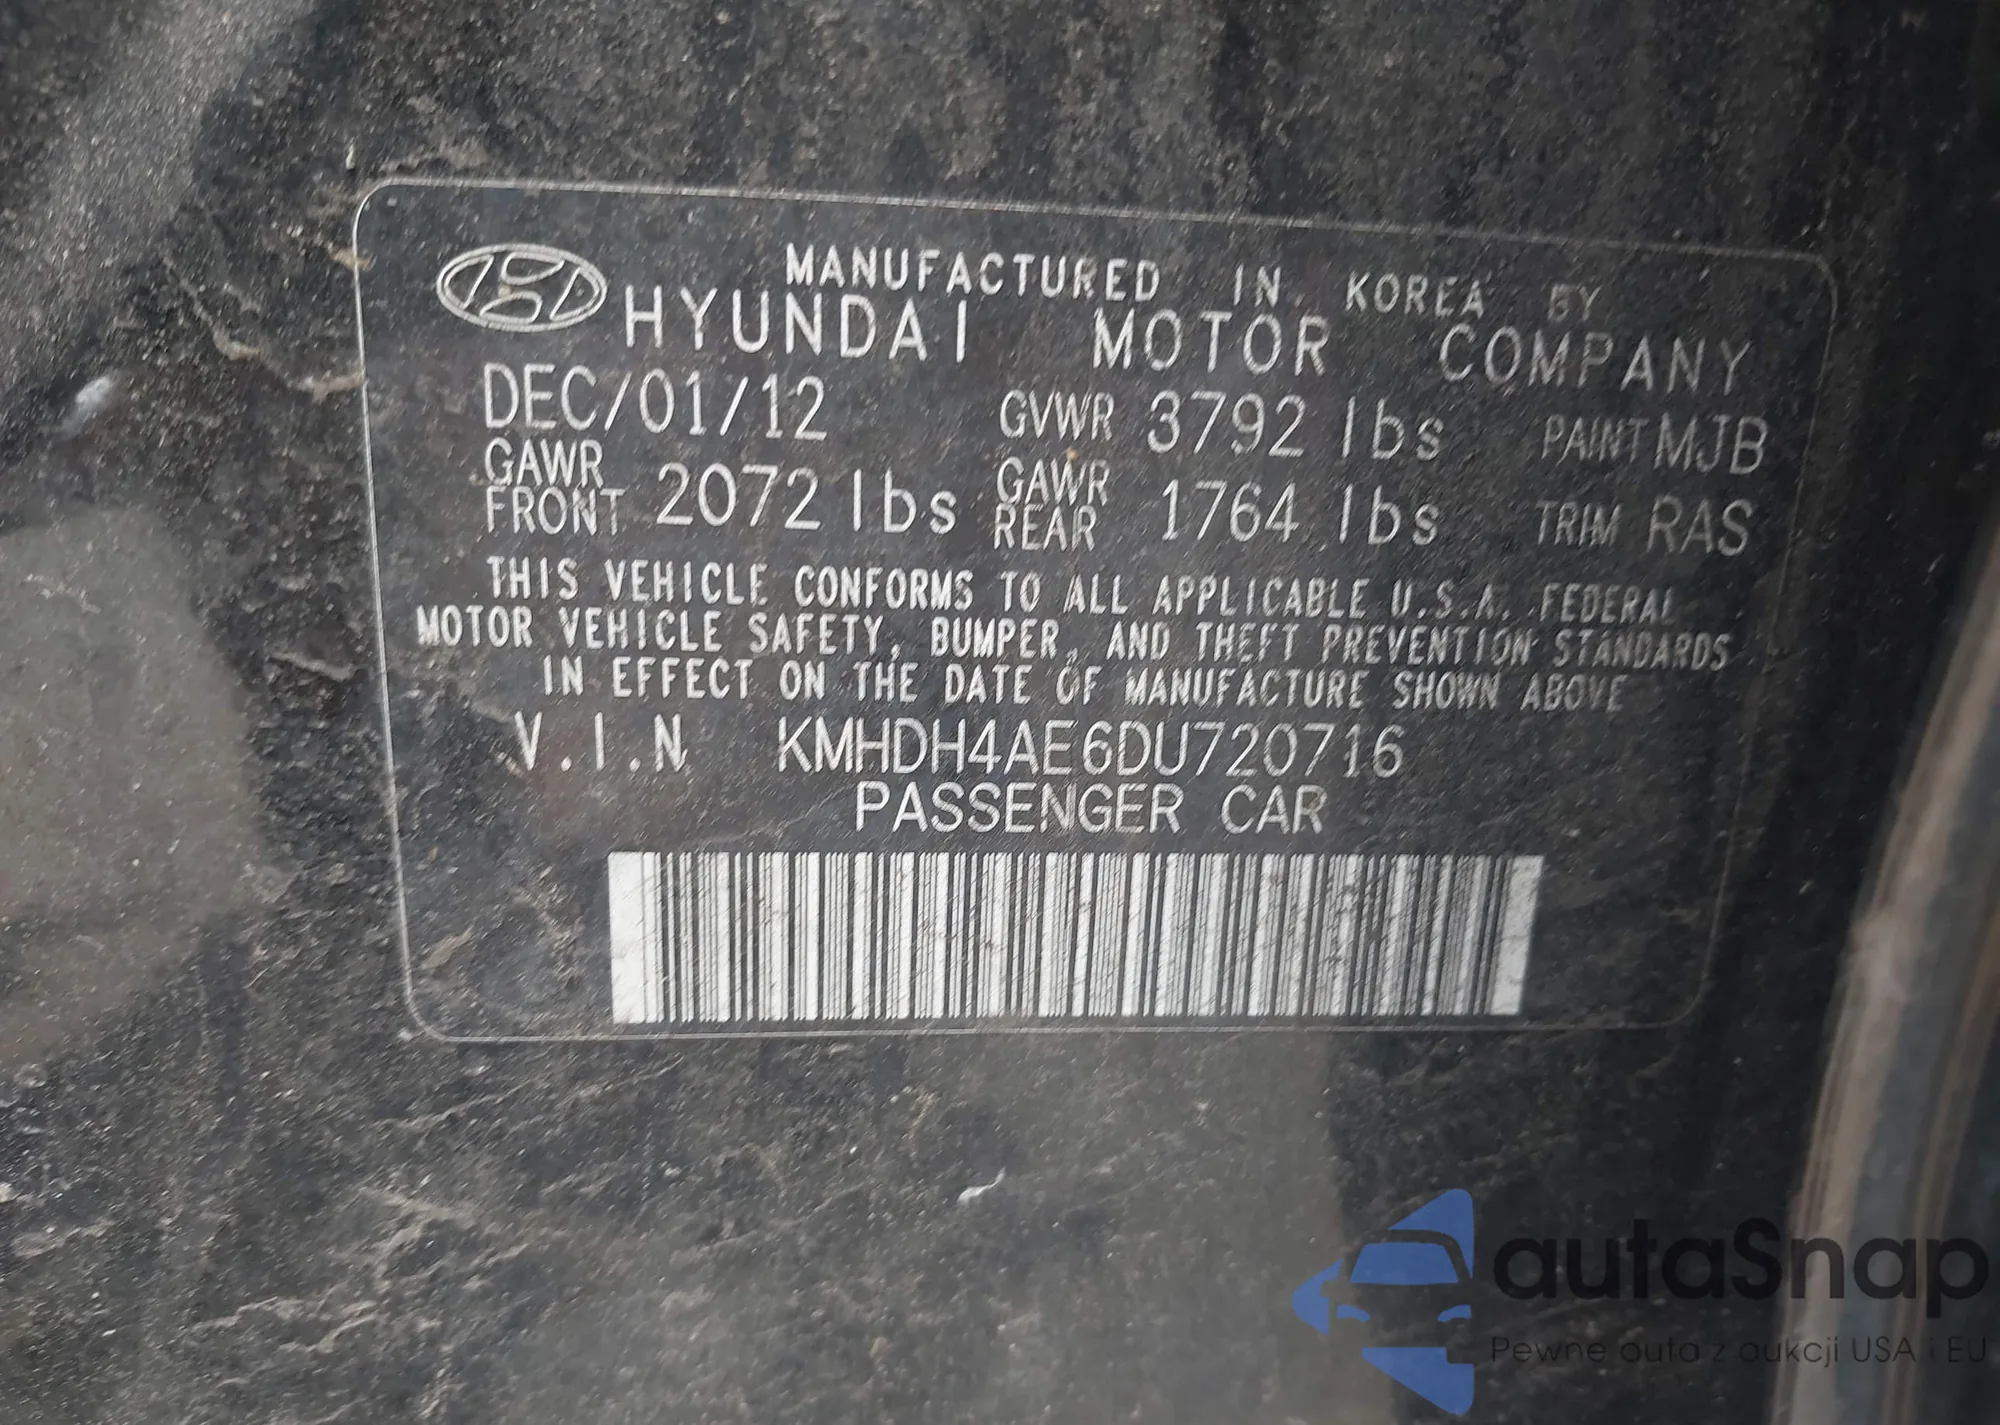 MANUFACTURED IN KOREA BY
HYUNDAI MOTOR COMPANY
DEC/01/12 GVWR 3792 lbs PAINT MJB
GAWR FRONT 2072 lbs GAWR REAR 1764 lbs TRIM RAS
THIS VEHICLE CONFORMS TO ALL APPLICABLE U.S.A. FEDERAL
MOTOR VEHICLE SAFETY, BUMPER, AND THEFT PREVENTION STANDARDS
IN EFFECT ON THE DATE OF MANUFACTURE SHOWN ABOVE
V.I.N KMHDH4AE6DU720716
PASSENGER CAR
autaSnap
Pewne auta z aukcji USA i EU